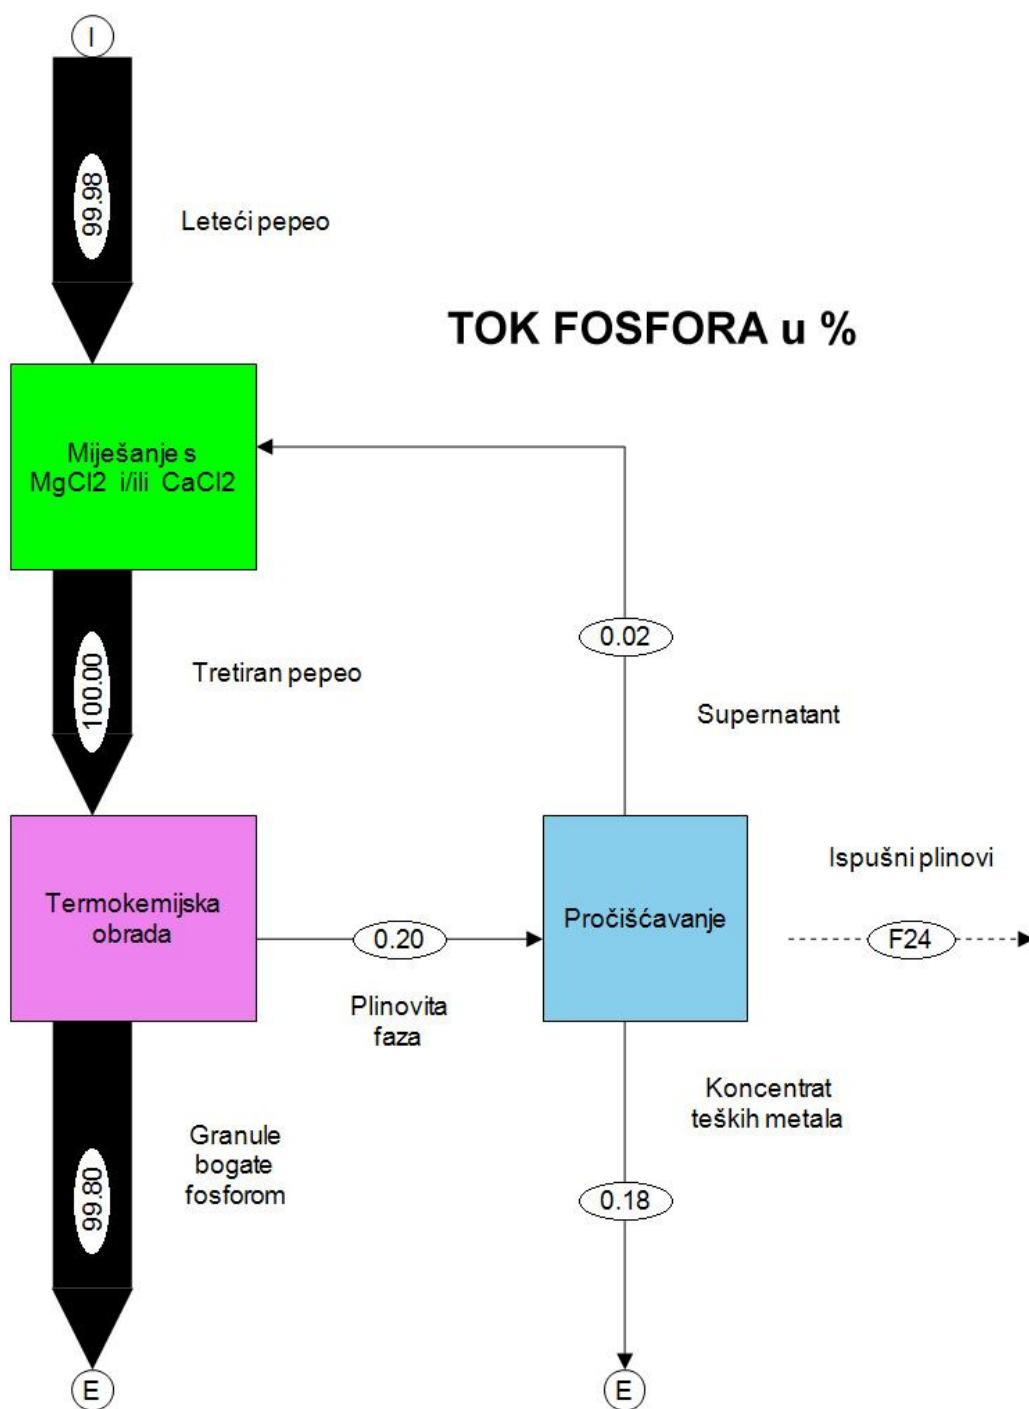 I
99.98
Leteći pepeo
TOK FOSFORA u %
Miješanje s
MgCl2 i/ili CaCl2
0.02
100.00
Tretiran pepeo
Supernatant
Ispušni plinovi
Termokemijska
obrada
0.20
Pročišćavanje
F24
Plinovita
faza
Koncentrat
teških metala
Granule
bogate
fosforom
99.80
0.18
E
E